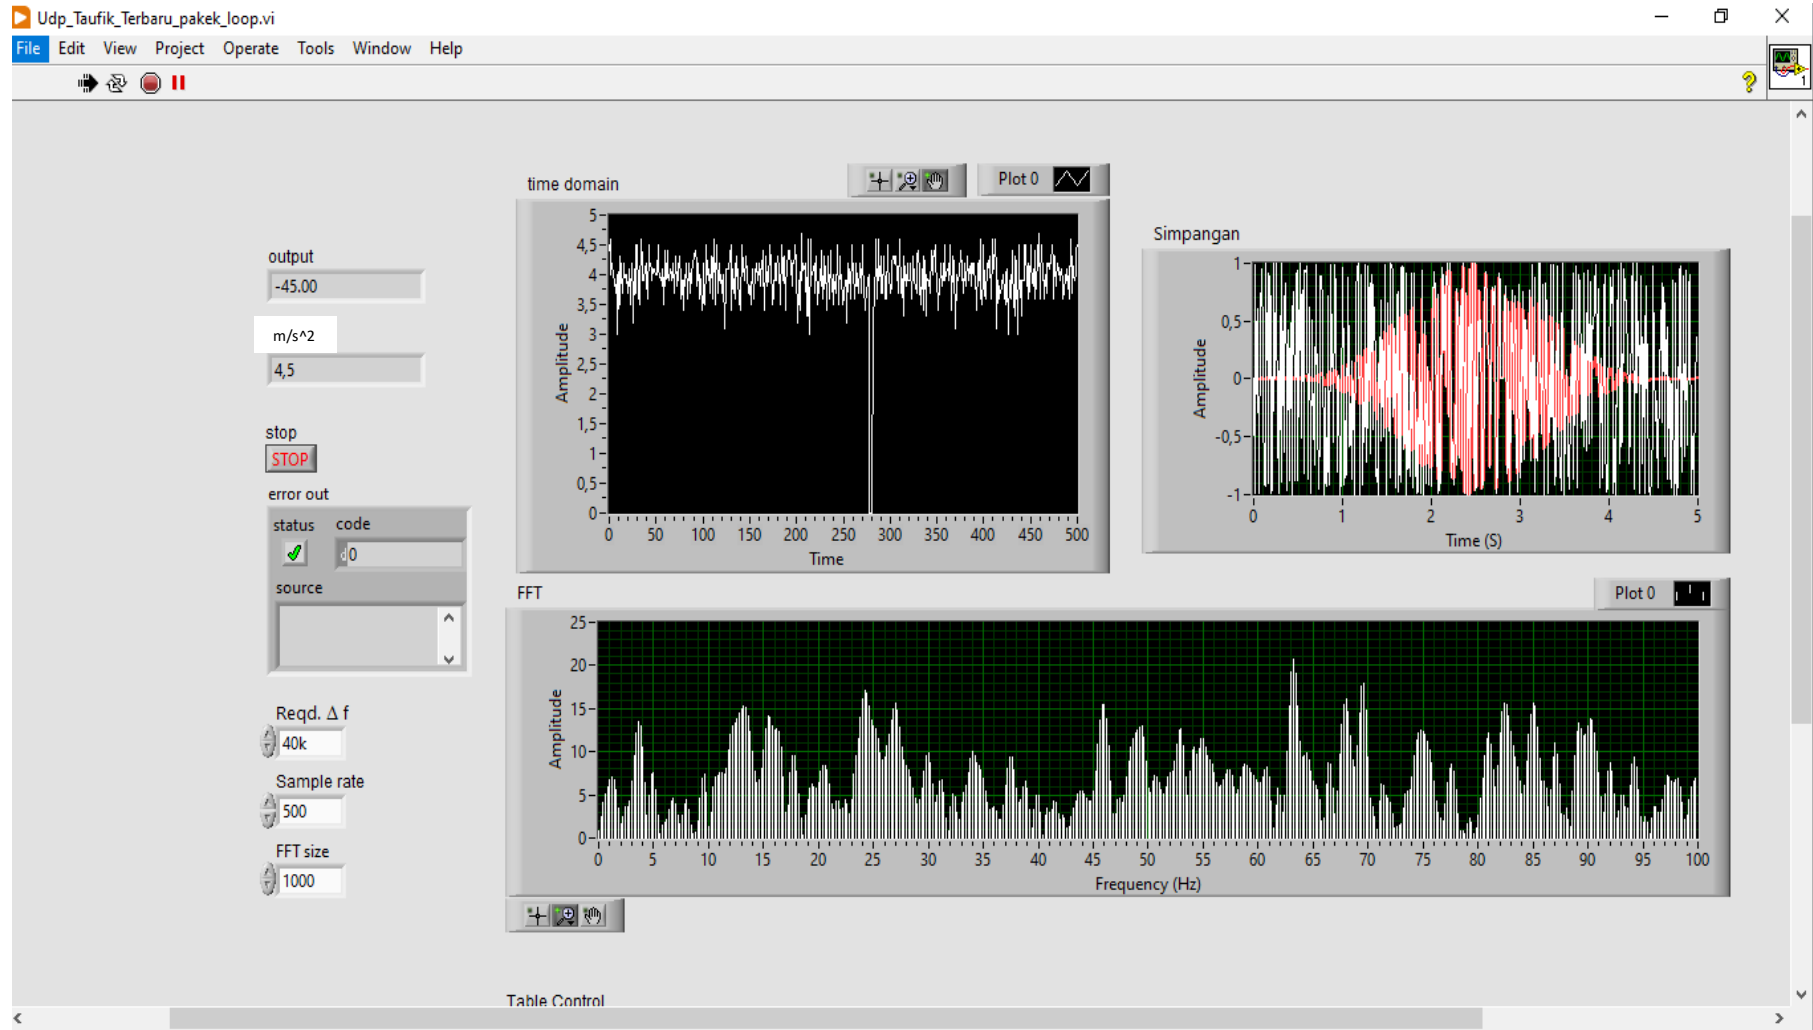 Udp_Taufik_Terbaru_pakek_loop.vi
File Edit View Project Operate Tools Window Help
1
output
-45.00
m/s^2
4,5
stop
STOP
error out
status code
d0
source
Reqd. Δ f
40k
Sample rate
500
FFT size
1000
time domain
Plot 0
Amplitude
5
4,5
4
3,5
3
2,5
2
1,5
1
0,5
0
0 50 100 150 200 250 300 350 400 450 500
Time
Simpangan
Amplitude
1
0,5
0
-0,5
-1
0 1 2 3 4 5
Time (S)
FFT
Plot 0
Amplitude
25
20
15
10
5
0
0 5 10 15 20 25 30 35 40 45 50 55 60 65 70 75 80 85 90 95 100
Frequency (Hz)
Table Control